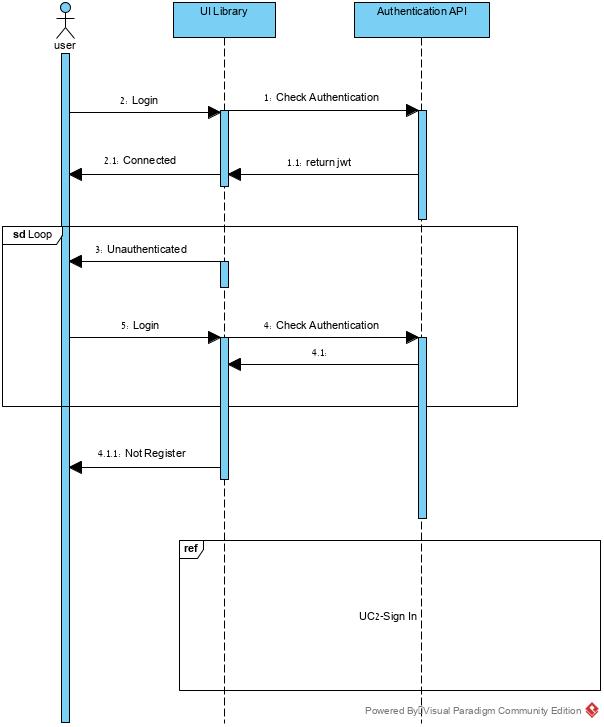 user
UI Library
Authentication API
2: Login
1: Check Authentication
2.1: Connected
1.1: return jwt
sd Loop
3: Unauthenticated
5: Login
4: Check Authentication
4.1:
4.1.1: Not Register
ref
UC2-Sign In
Powered By Visual Paradigm Community Edition